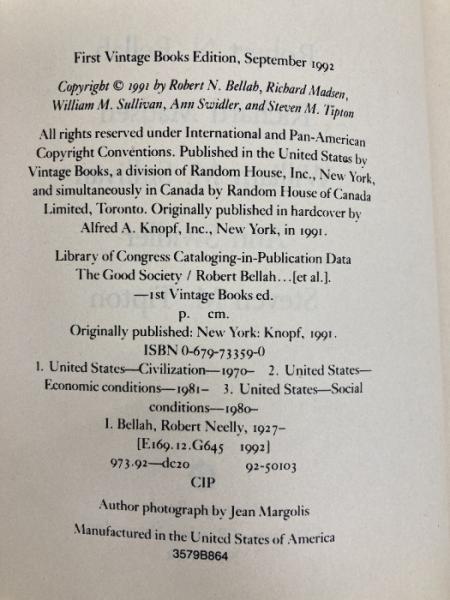 First Vintage Books Edition, September 1992
Copyright © 1991 by Robert N. Bellah, Richard Madsen,
William M. Sullivan, Ann Swidler, and Steven M. Tipton
All rights reserved under International and Pan-American
Copyright Conventions. Published in the United States by
Vintage Books, a division of Random House, Inc., New York,
and simultaneously in Canada by Random House of Canada
Limited, Toronto. Originally published in hardcover by
Alfred A. Knopf, Inc., New York, in 1991.
Library of Congress Cataloging-in-Publication Data
The Good Society / Robert Bellah...[et al.].
—1st Vintage Books ed.
p. cm.
Originally published: New York: Knopf, 1991.
ISBN 0-679-73359-0
1. United States—Civilization—1970– 2. United States—
Economic conditions—1981– 3. United States—Social
conditions—1980–
I. Bellah, Robert Neelly, 1927–
[E169.12.G645 1992]
973.92—dc20 92-50103
CIP
Author photograph by Jean Margolis
Manufactured in the United States of America
3579B864